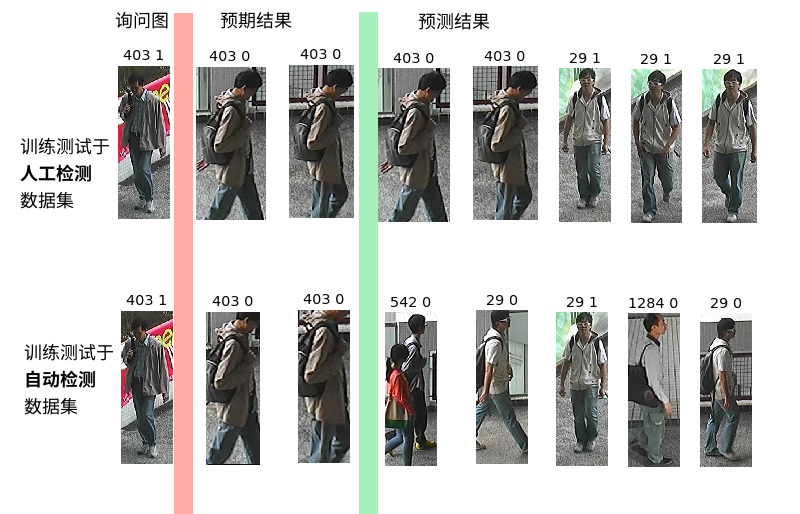 询问图 预期结果 预测结果
403 1 403 0 403 0 403 0 403 0 29 1 29 1 29 1
训练测试于
人工检测
数据集
403 1 403 0 403 0 542 0 29 0 29 1 1284 0 29 0
训练测试于
自动检测
数据集